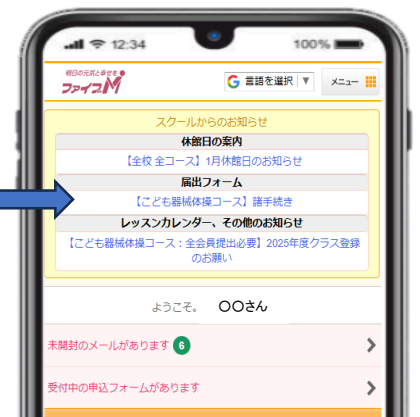 12:34
100%
明日の元気と幸せを
ファイブM
G 言語を選択 ▼
メニュー
スクールからのお知らせ
休館日の案内
【全校 全コース】1月休館日のお知らせ
届出フォーム
【こども器械体操コース】諸手続き
レッスンカレンダー、その他のお知らせ
【こども器械体操コース：全会員提出必要】2025年度クラス登録
のお願い
ようこそ。 〇〇さん
未開封のメールがあります 6
受付中の申込フォームがあります